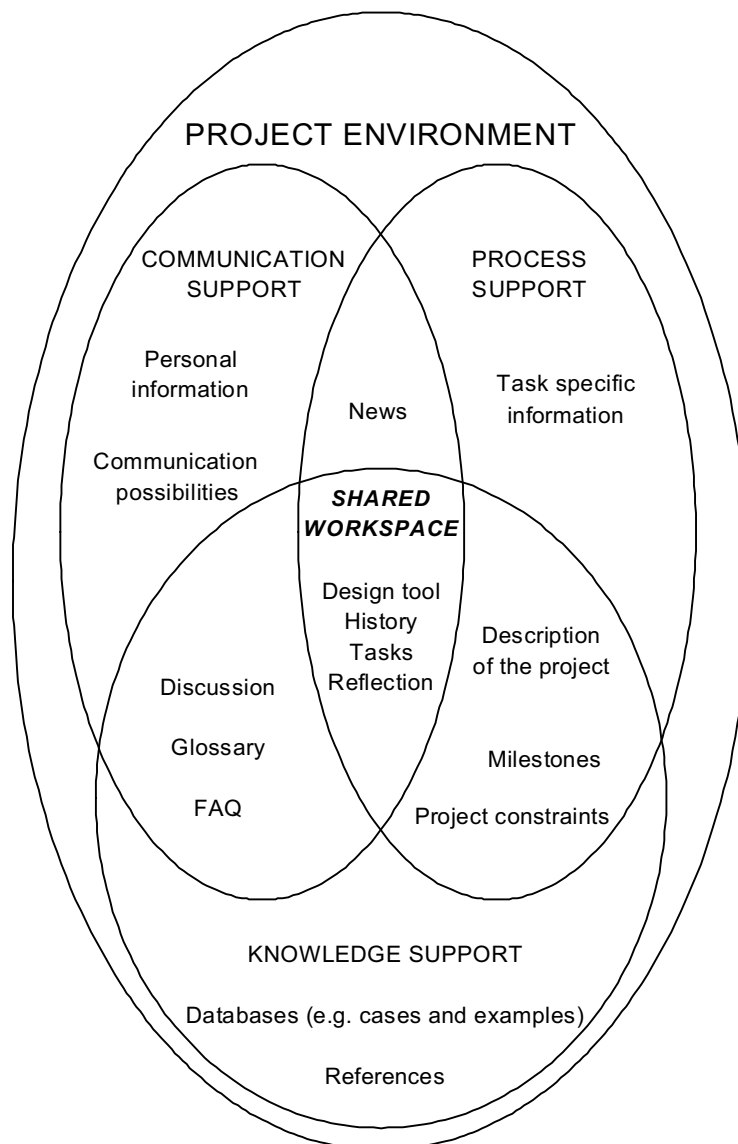 PROJECT ENVIRONMENT
COMMUNICATION
SUPPORT
PROCESS
SUPPORT
Personal
information
Task specific
information
News
Communication
possibilities
SHARED
WORKSPACE
Design tool
History
Tasks
Reflection
Description
of the project
Discussion
Glossary
FAQ
Milestones
Project constraints
KNOWLEDGE SUPPORT
Databases (e.g. cases and examples)
References